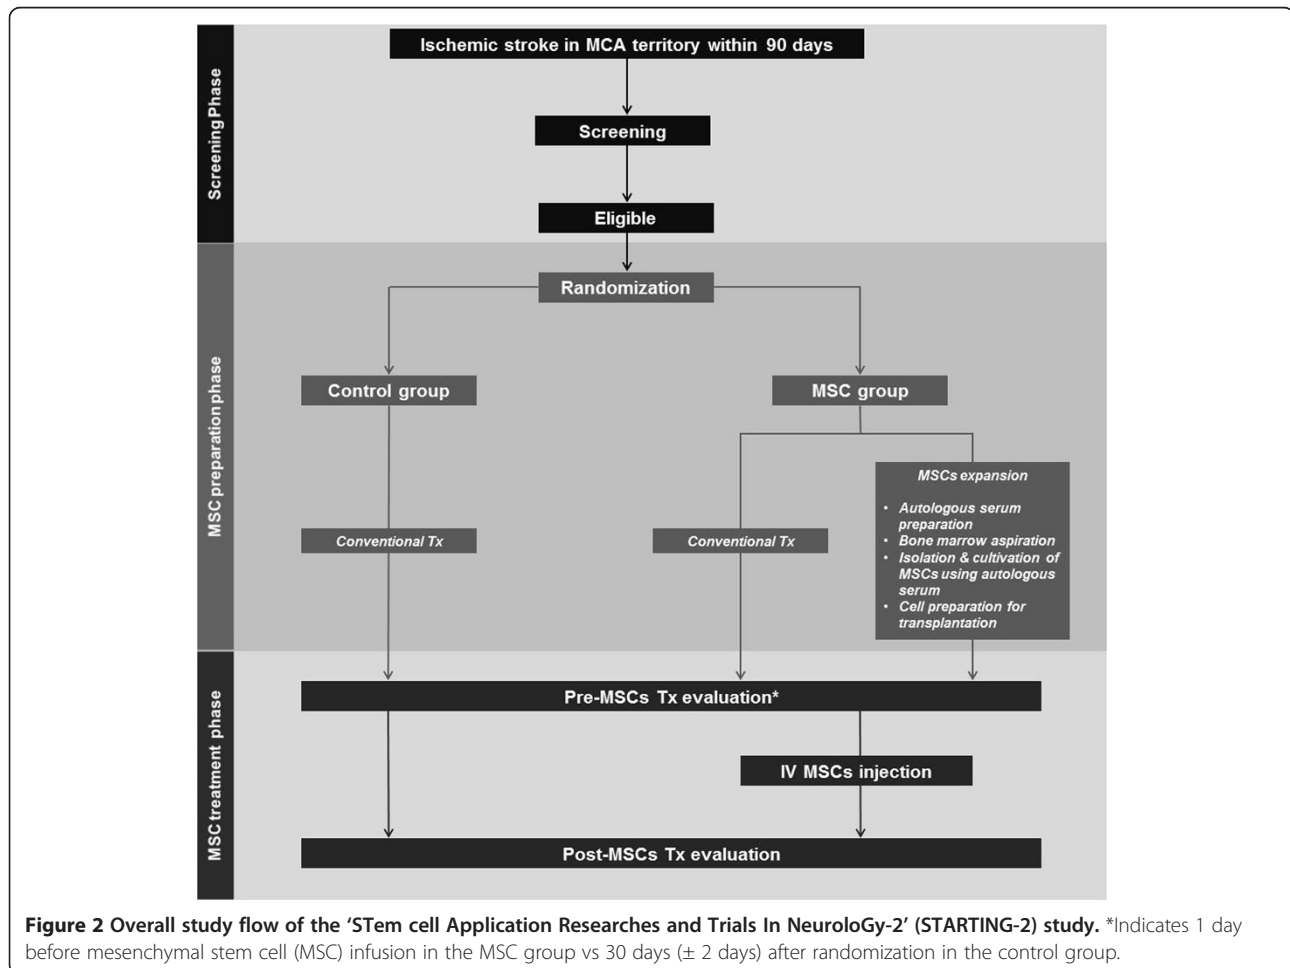 Screening Phase
Ischemic stroke in MCA territory within 90 days
Screening
Eligible
MSC preparation phase
Randomization
Control group
MSC group
Conventional Tx
Conventional Tx
MSCs expansion
• Autologous serum
preparation
• Bone marrow aspiration
• Isolation & cultivation of
MSCs using autologous
serum
• Cell preparation for
transplantation
MSC treatment phase
Pre-MSCs Tx evaluation*
IV MSCs injection
Post-MSCs Tx evaluation
Figure 2 Overall study flow of the ‘STem cell Application Researches and Trials In NeuroloGy-2’ (STARTING-2) study. *Indicates 1 day
before mesenchymal stem cell (MSC) infusion in the MSC group vs 30 days (± 2 days) after randomization in the control group.